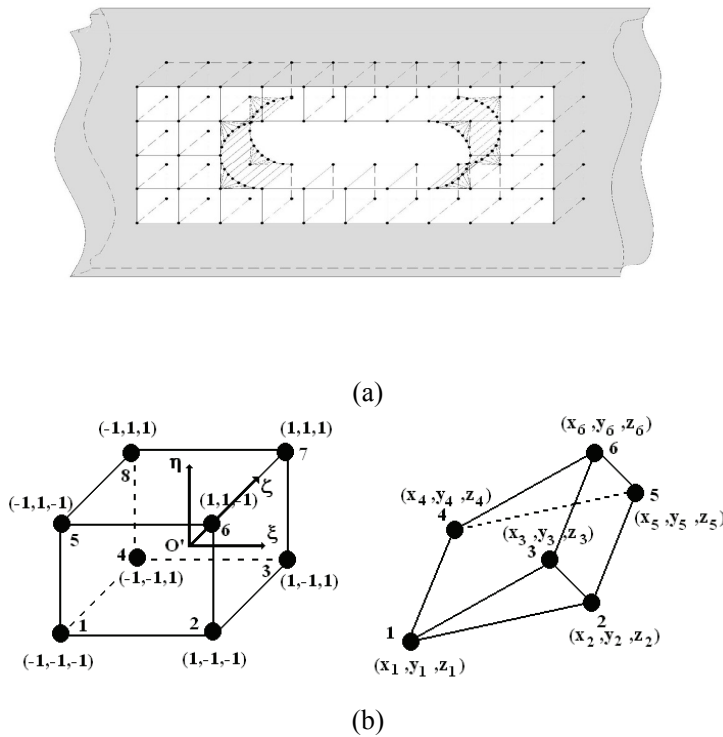 (a)
(-1,1,1)
(1,1,1)
8
7
η
ζ
(-1,1,-1)
(1,1,-1)
5
6
ξ
O'
4
3
(-1,-1,1)
(1,-1,1)
1
2
(-1,-1,-1)
(1,-1,-1)
(x6 ,y6 ,z6)
6
(x4 ,y4 ,z4)
4
5
(x5 ,y5 ,z5)
(x3 ,y3 ,z3)
3
2
(x2 ,y2 ,z2)
1
(x1 ,y1 ,z1)
(b)